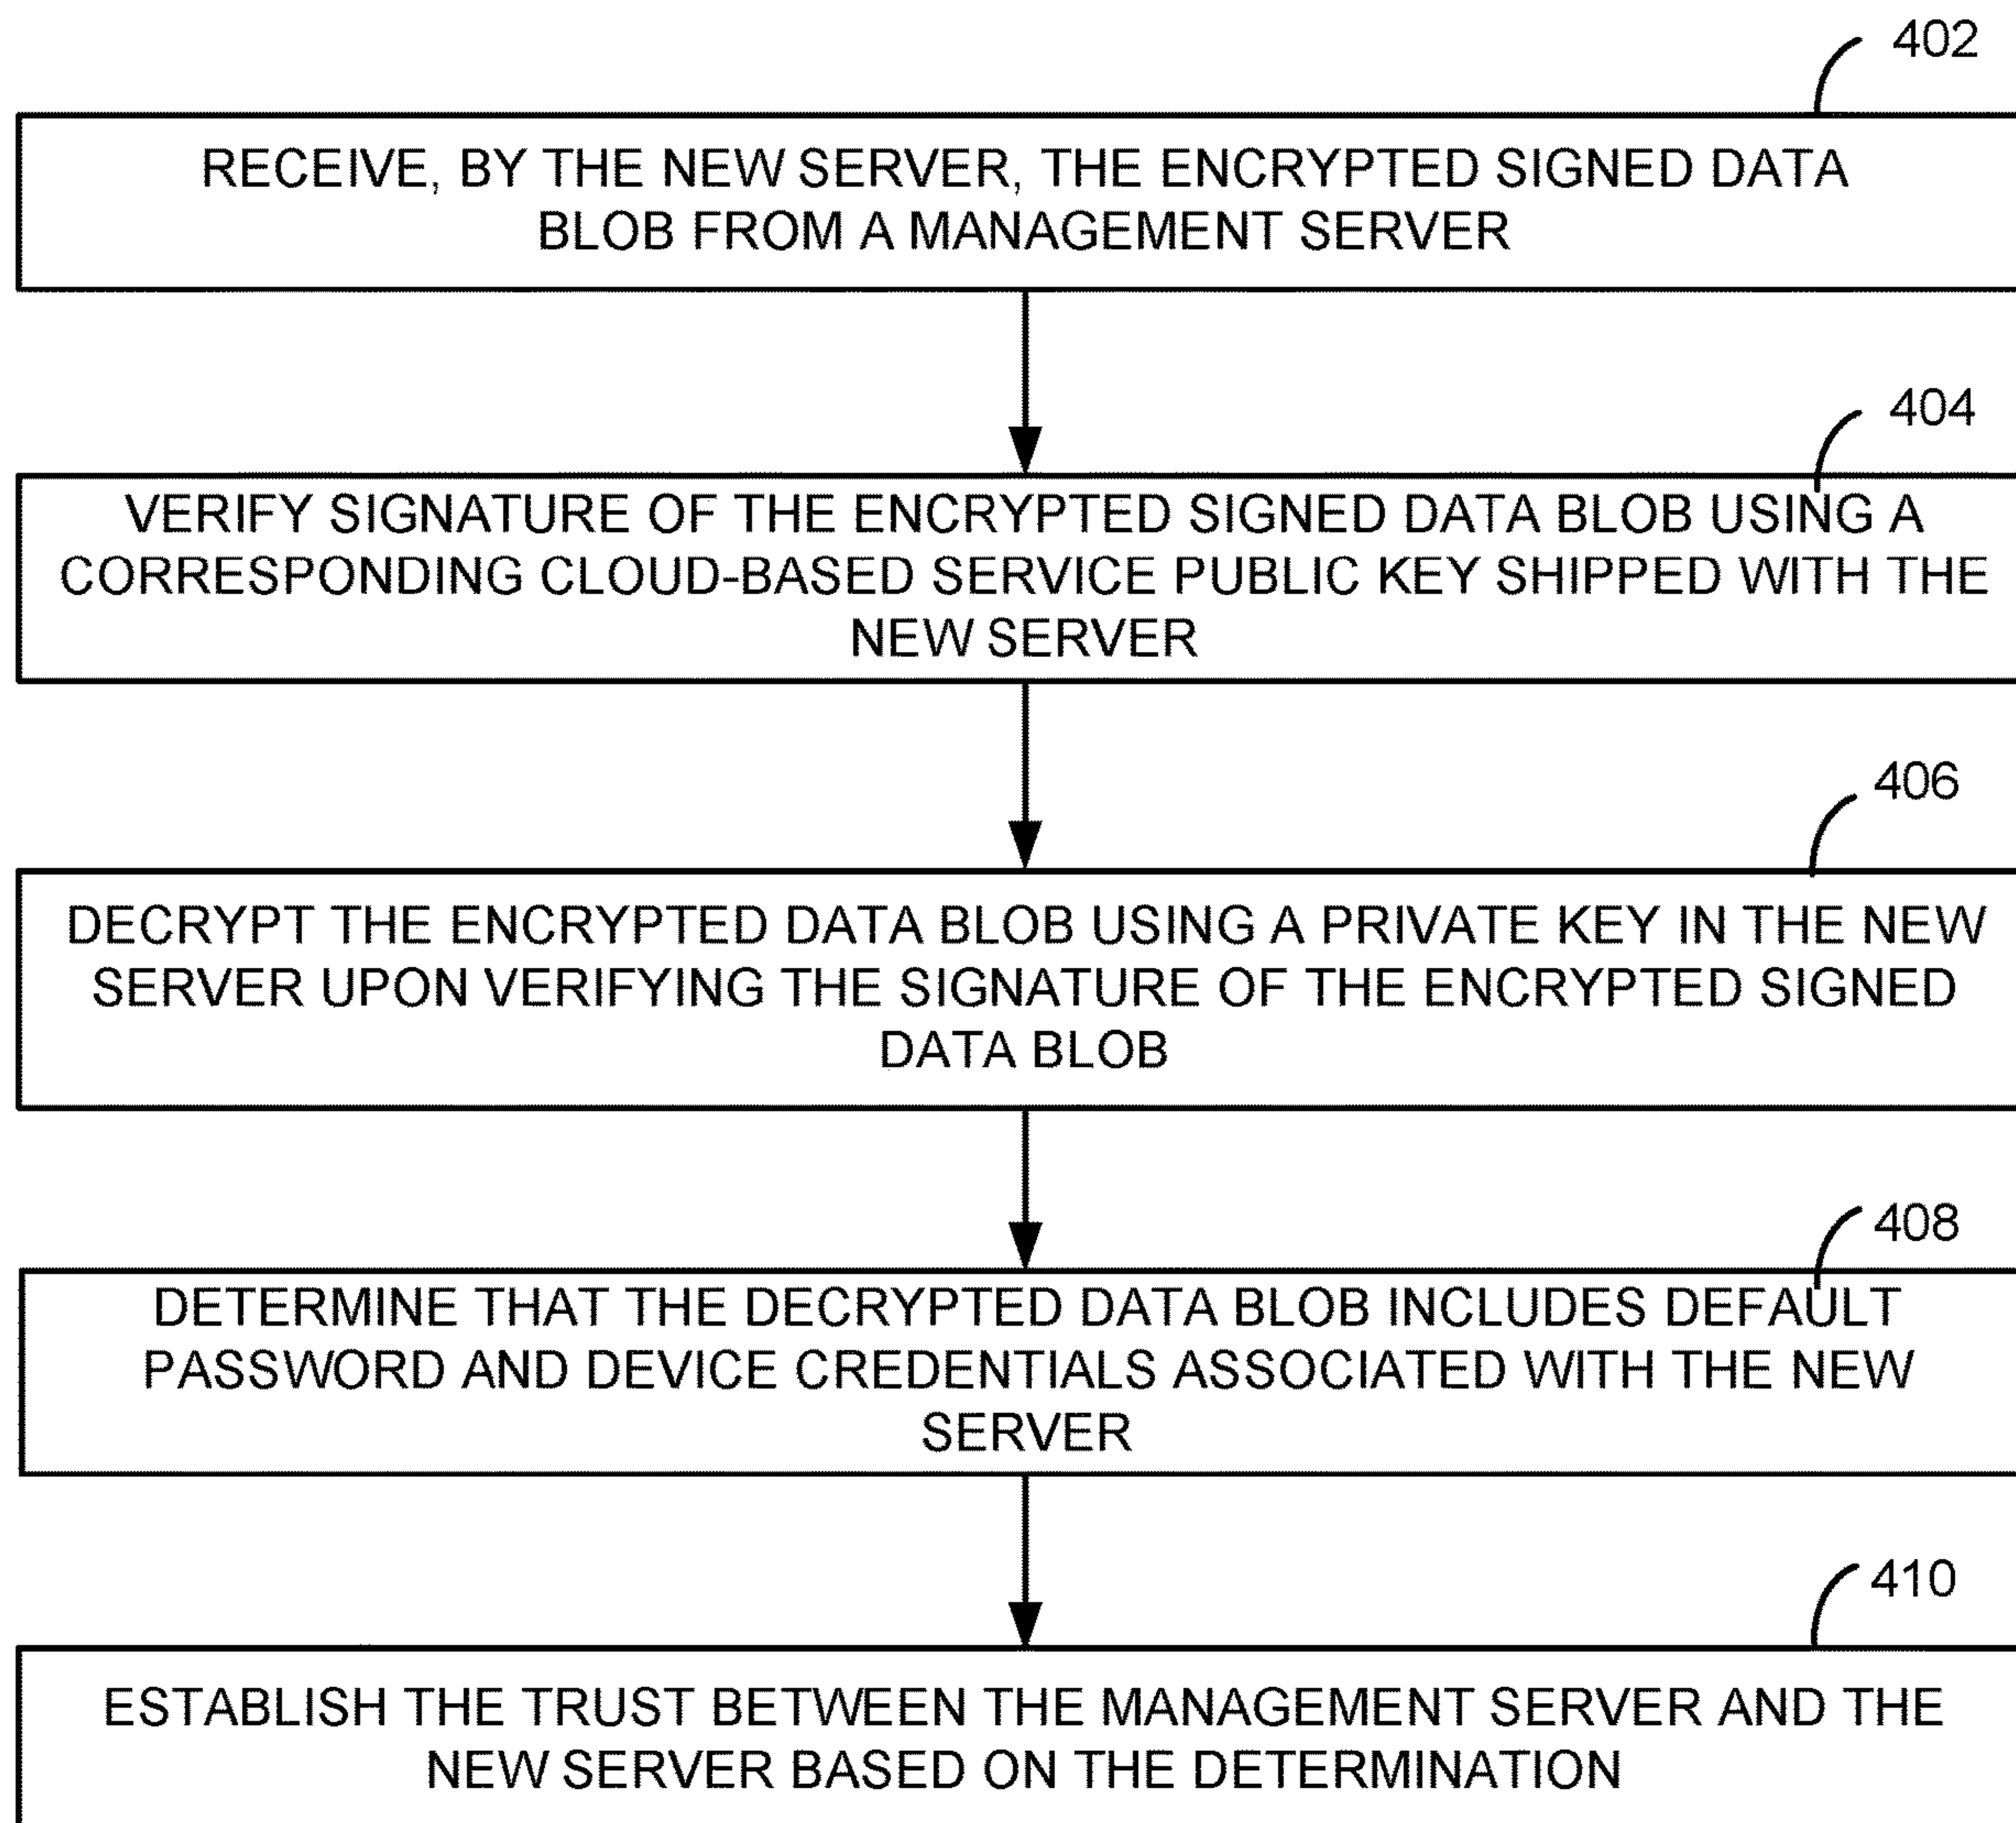 402
RECEIVE, BY THE NEW SERVER, THE ENCRYPTED SIGNED DATA
BLOB FROM A MANAGEMENT SERVER
404
VERIFY SIGNATURE OF THE ENCRYPTED SIGNED DATA BLOB USING A
CORRESPONDING CLOUD-BASED SERVICE PUBLIC KEY SHIPPED WITH THE
NEW SERVER
406
DECRYPT THE ENCRYPTED DATA BLOB USING A PRIVATE KEY IN THE NEW
SERVER UPON VERIFYING THE SIGNATURE OF THE ENCRYPTED SIGNED
DATA BLOB
408
DETERMINE THAT THE DECRYPTED DATA BLOB INCLUDES DEFAULT
PASSWORD AND DEVICE CREDENTIALS ASSOCIATED WITH THE NEW
SERVER
410
ESTABLISH THE TRUST BETWEEN THE MANAGEMENT SERVER AND THE
NEW SERVER BASED ON THE DETERMINATION